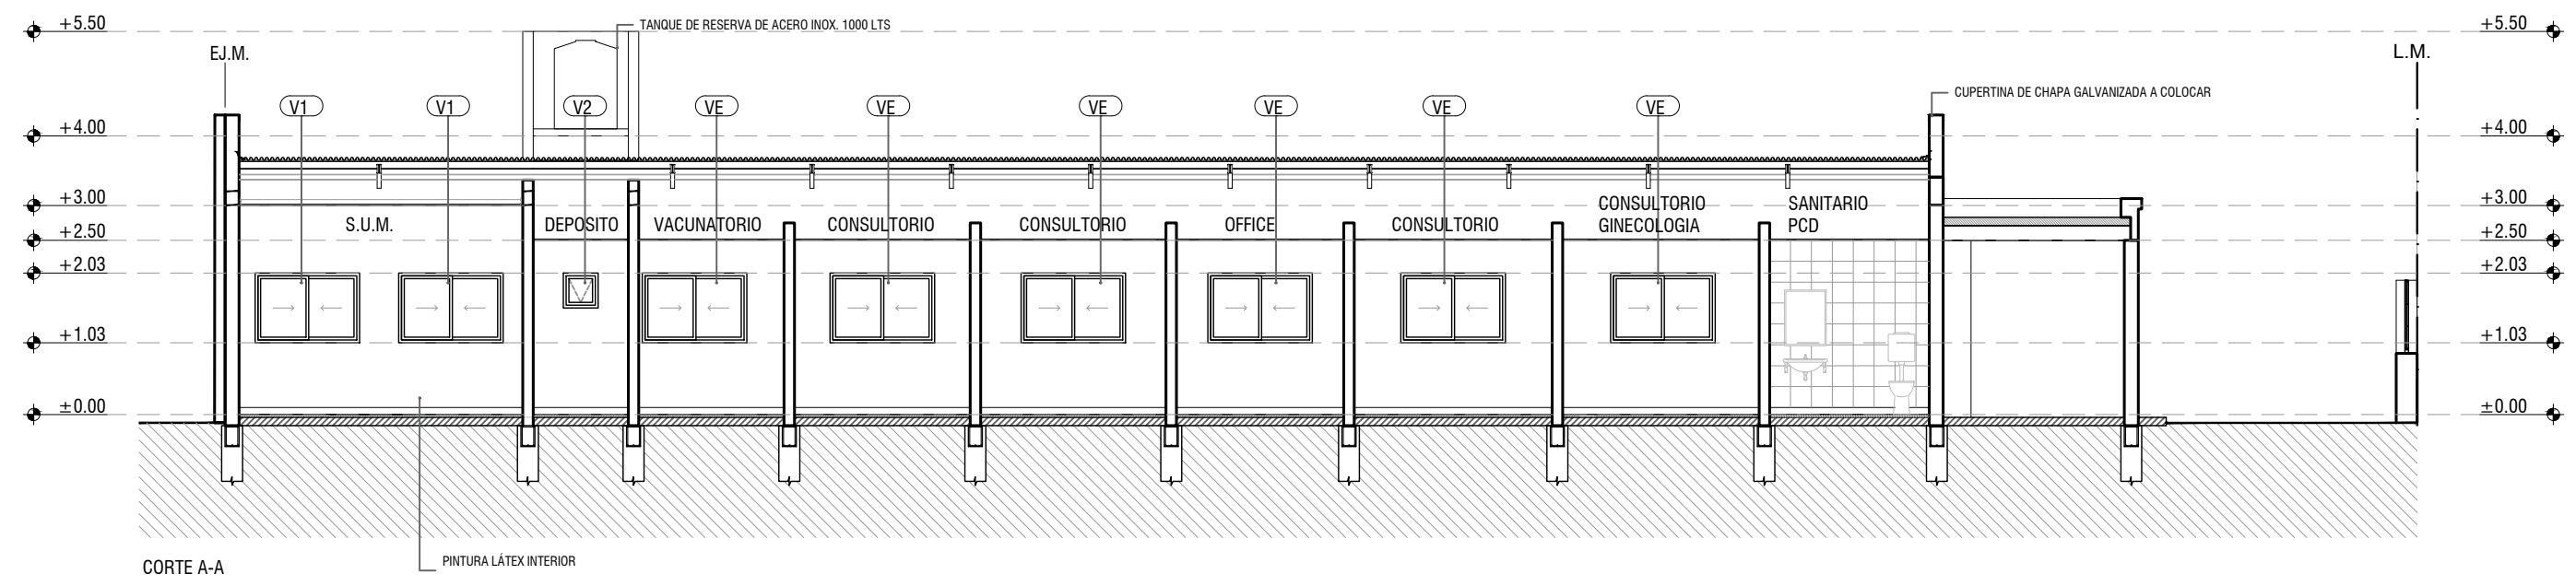 +5.50
TANQUE DE RESERVA DE ACERO INOX. 1000 LTS
+5.50
EJ.M.
L.M.
V1
V1
V2
VE
VE
VE
VE
VE
VE
CUPERTINA DE CHAPA GALVANIZADA A COLOCAR
+4.00
+4.00
+3.00
+3.00
S.U.M.
DEPOSITO
VACUNATORIO
CONSULTORIO
CONSULTORIO
OFFICE
CONSULTORIO
CONSULTORIO
GINECOLOGIA
SANITARIO
PCD
+2.50
+2.50
+2.03
+2.03
+1.03
+1.03
±0.00
±0.00
PINTURA LÁTEX INTERIOR
CORTE A-A